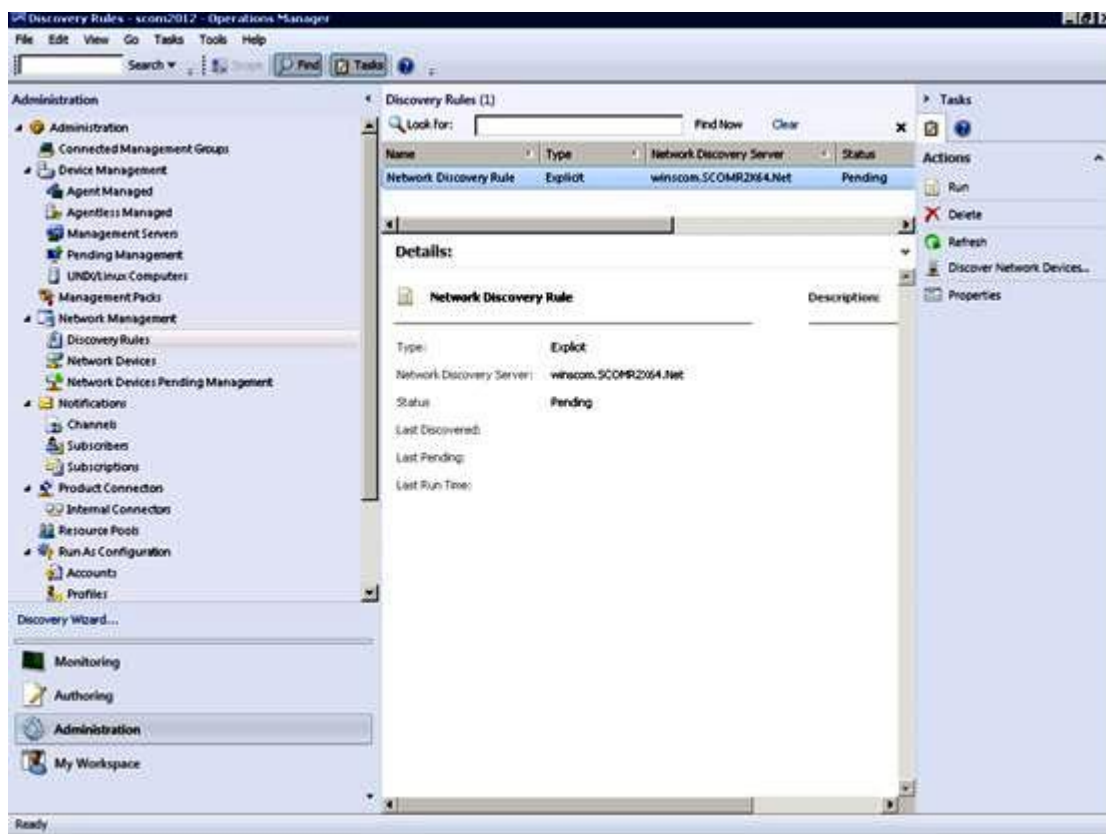 Discovery Rules - scom2012 - Operations Manager
File Edit View Go Tasks Tools Help
Search Scope Find Tasks
Administration
Administration
Connected Management Groups
Device Management
Agent Managed
Agentless Managed
Management Servers
Pending Management
UNIX/Linux Computers
Management Packs
Network Management
Discovery Rules
Network Devices
Network Devices Pending Management
Notifications
Channels
Subscribers
Subscriptions
Product Connectors
Internal Connectors
Resource Pools
Run As Configuration
Accounts
Profiles
Discovery Wizard...
Monitoring
Authoring
Administration
My Workspace
Discovery Rules (1)
Look for: Find Now Clear
Name Type Network Discovery Server Status
Network Discovery Rule Explicit winscom.SCOMR2X64.Net Pending
Details:
Network Discovery Rule Description:
Type: Explicit
Network Discovery Server: winscom.SCOMR2X64.Net
Status Pending
Last Discovered:
Last Pending:
Last Run Time:
Tasks
Actions
Run
Delete
Refresh
Discover Network Devices...
Properties
Ready